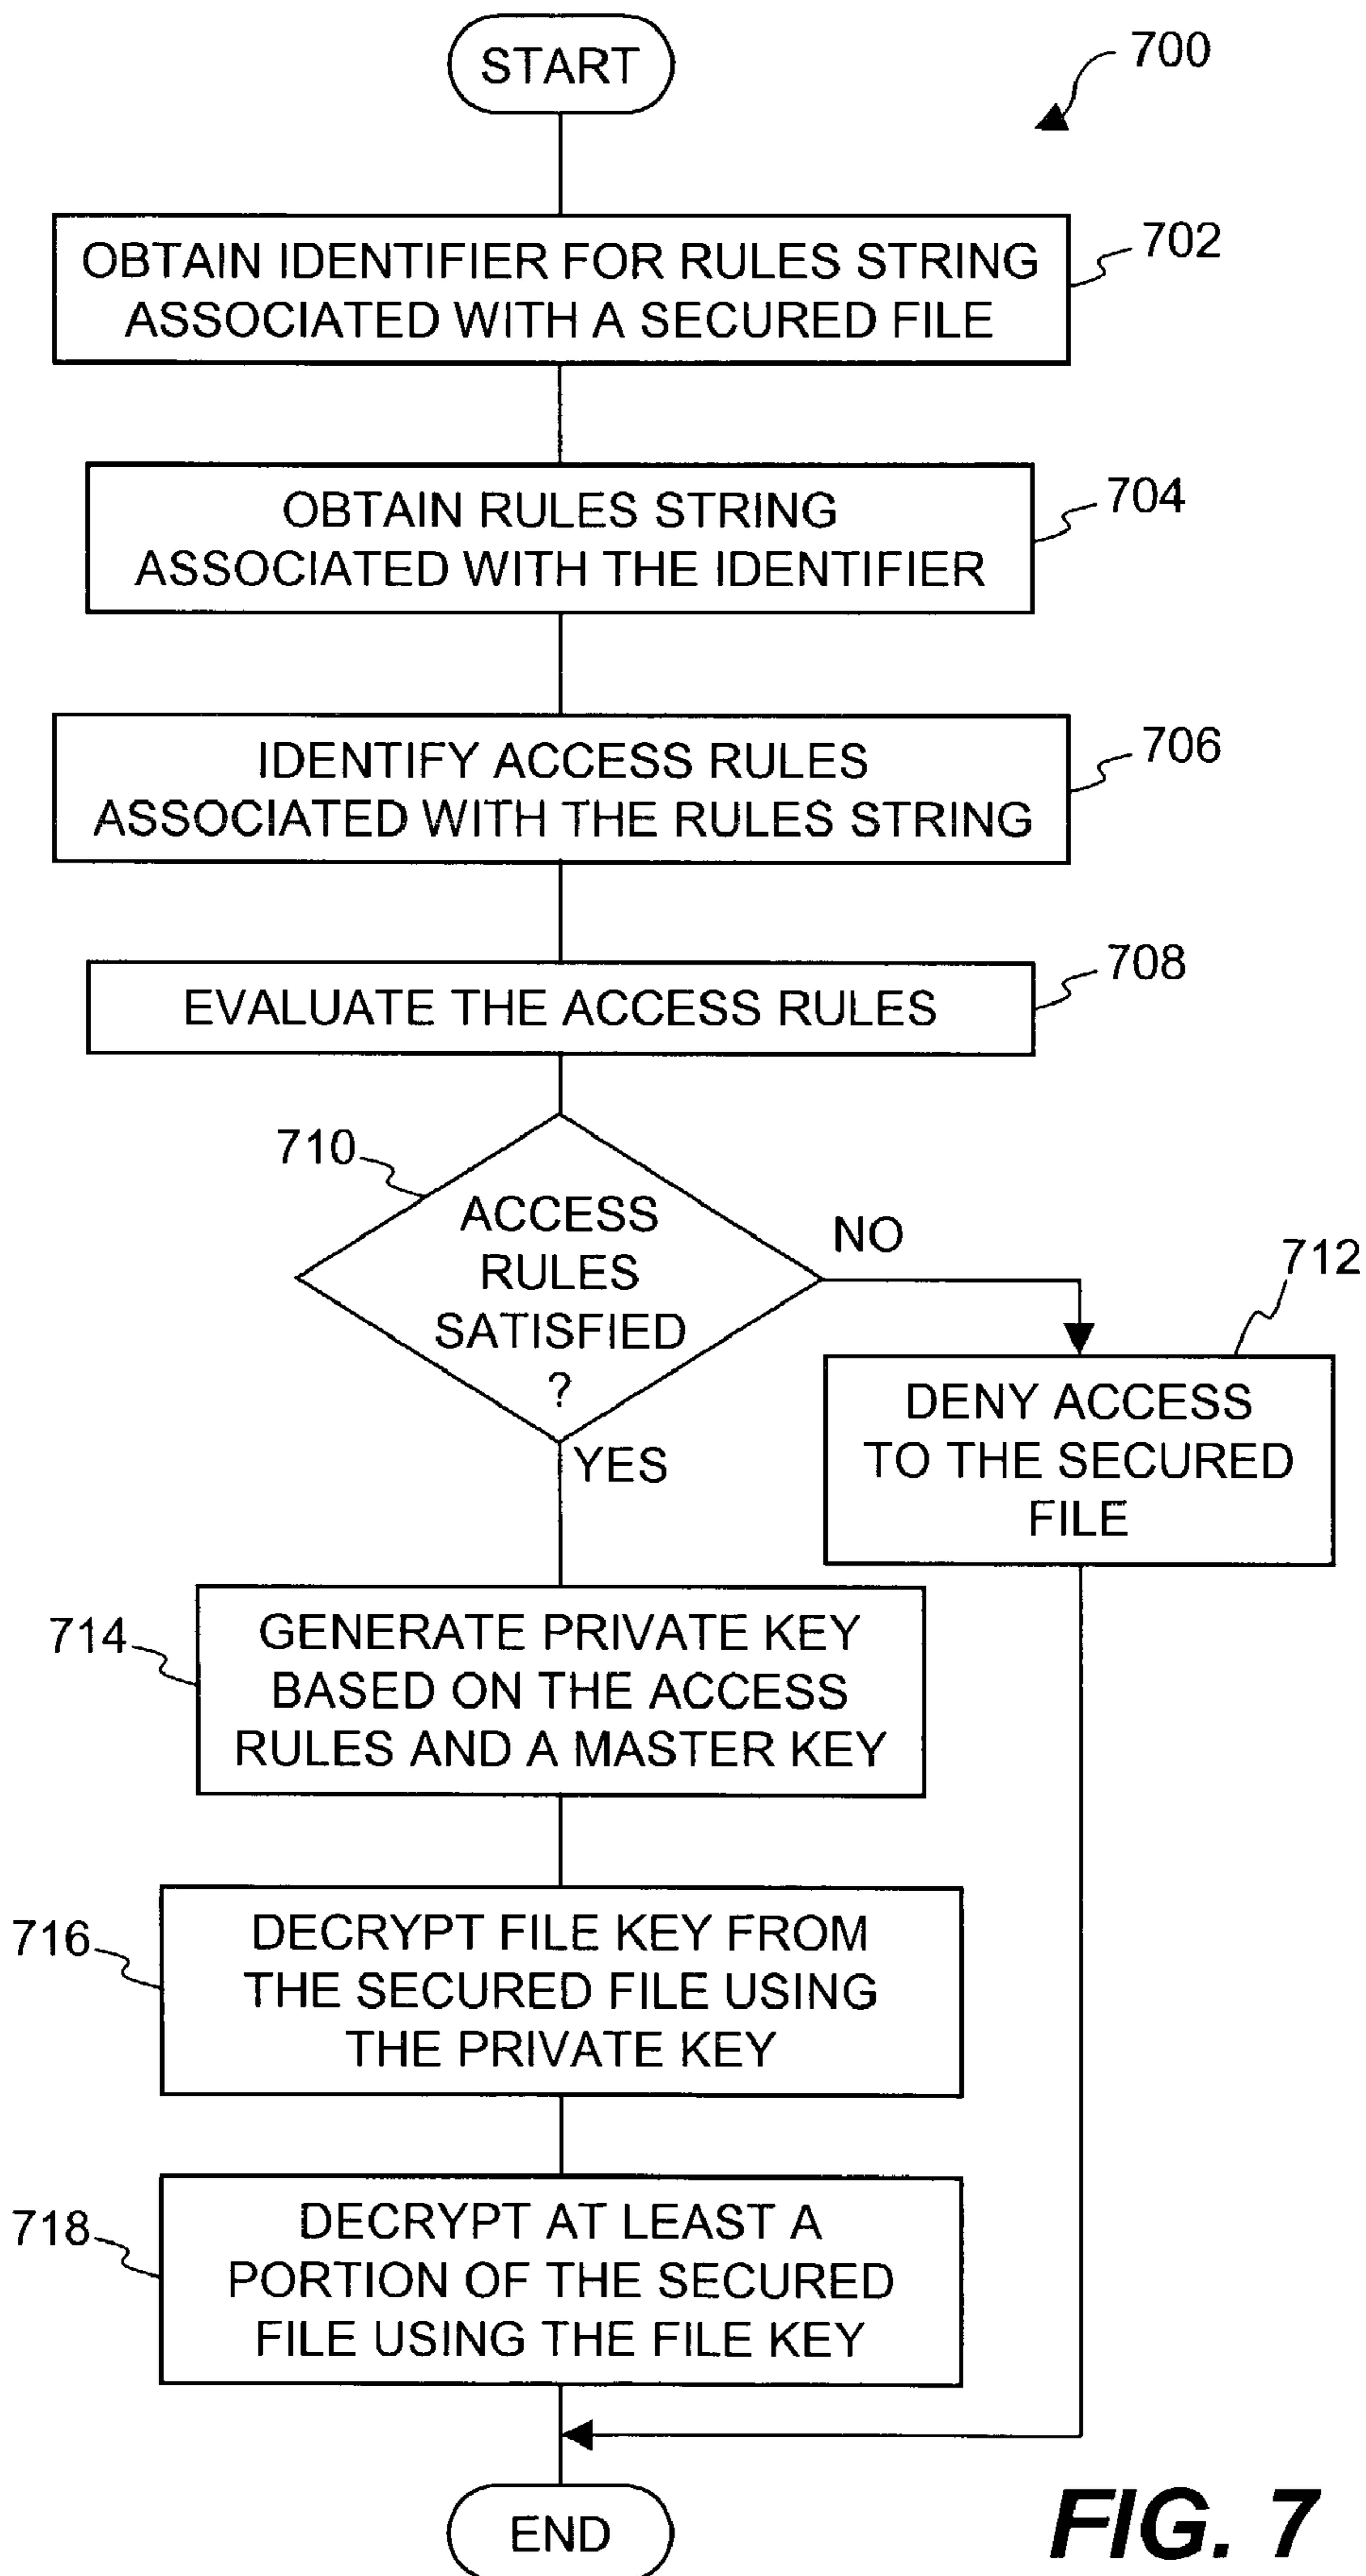 START
700
OBTAIN IDENTIFIER FOR RULES STRING
ASSOCIATED WITH A SECURED FILE
702
OBTAIN RULES STRING
ASSOCIATED WITH THE IDENTIFIER
704
IDENTIFY ACCESS RULES
ASSOCIATED WITH THE RULES STRING
706
EVALUATE THE ACCESS RULES
708
710
ACCESS
RULES
SATISFIED
?
NO
YES
712
DENY ACCESS
TO THE SECURED
FILE
714
GENERATE PRIVATE KEY
BASED ON THE ACCESS
RULES AND A MASTER KEY
716
DECRYPT FILE KEY FROM
THE SECURED FILE USING
THE PRIVATE KEY
718
DECRYPT AT LEAST A
PORTION OF THE SECURED
FILE USING THE FILE KEY
END
FIG. 7